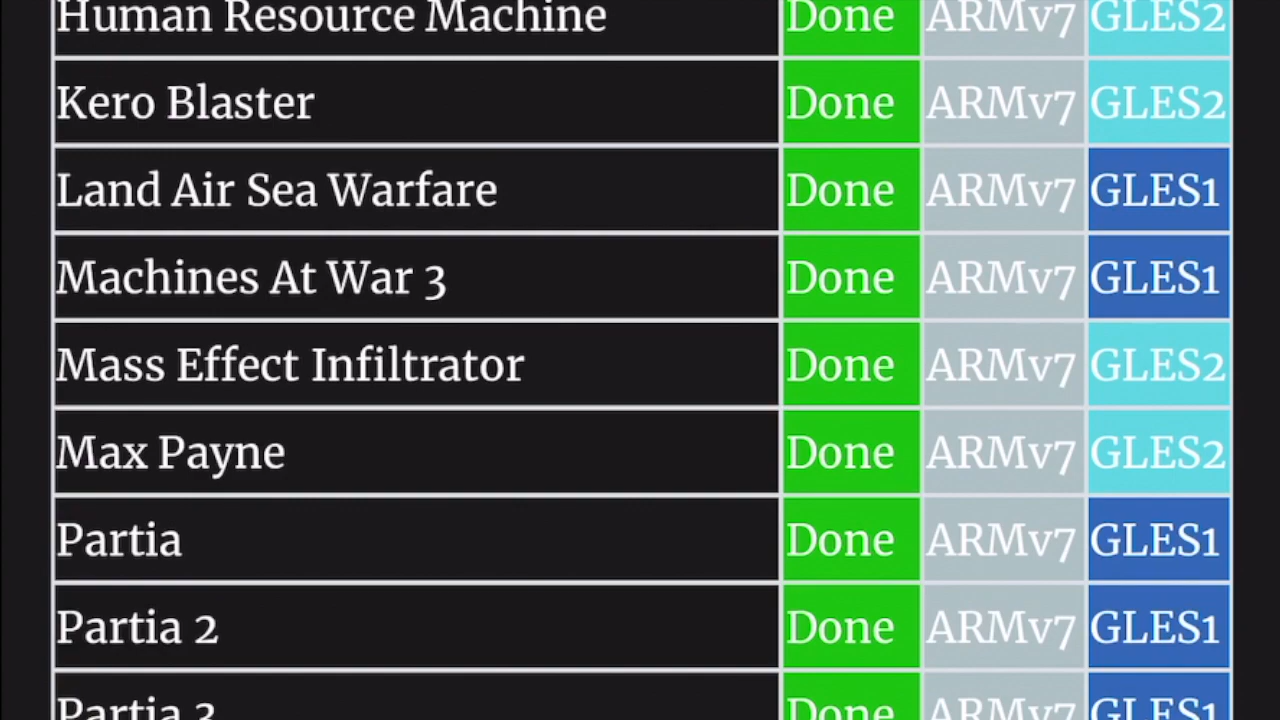 Human Resource Machine Done ARMv7 GLES2
Kero Blaster Done ARMv7 GLES2
Land Air Sea Warfare Done ARMv7 GLES1
Machines At War 3 Done ARMv7 GLES1
Mass Effect Infiltrator Done ARMv7 GLES2
Max Payne Done ARMv7 GLES2
Partia Done ARMv7 GLES1
Partia 2 Done ARMv7 GLES1
Partia 3 Done ARMv7 GLES1